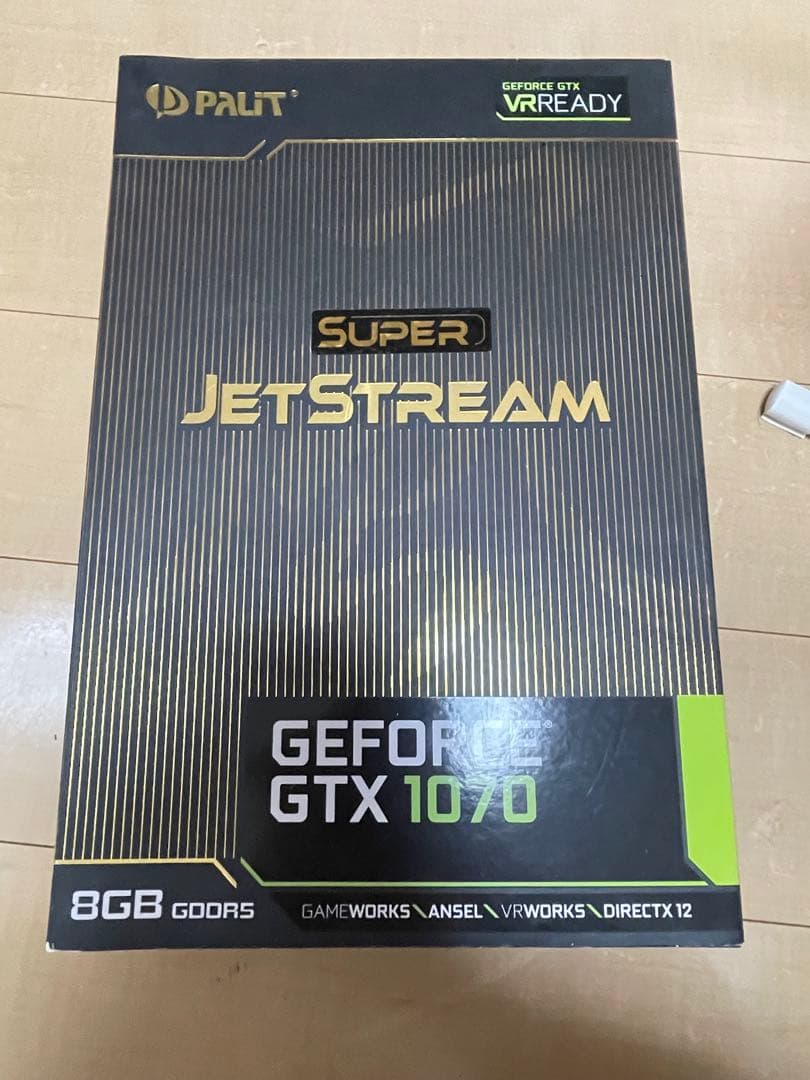 PALIT®
GEFORCE GTX
VRREADY
SUPER
JETSTREAM
GEFORCE®
GTX 1070
8GB GDDR5
GAMEWORKS \ ANSEL \ VRWORKS \ DIRECTX 12